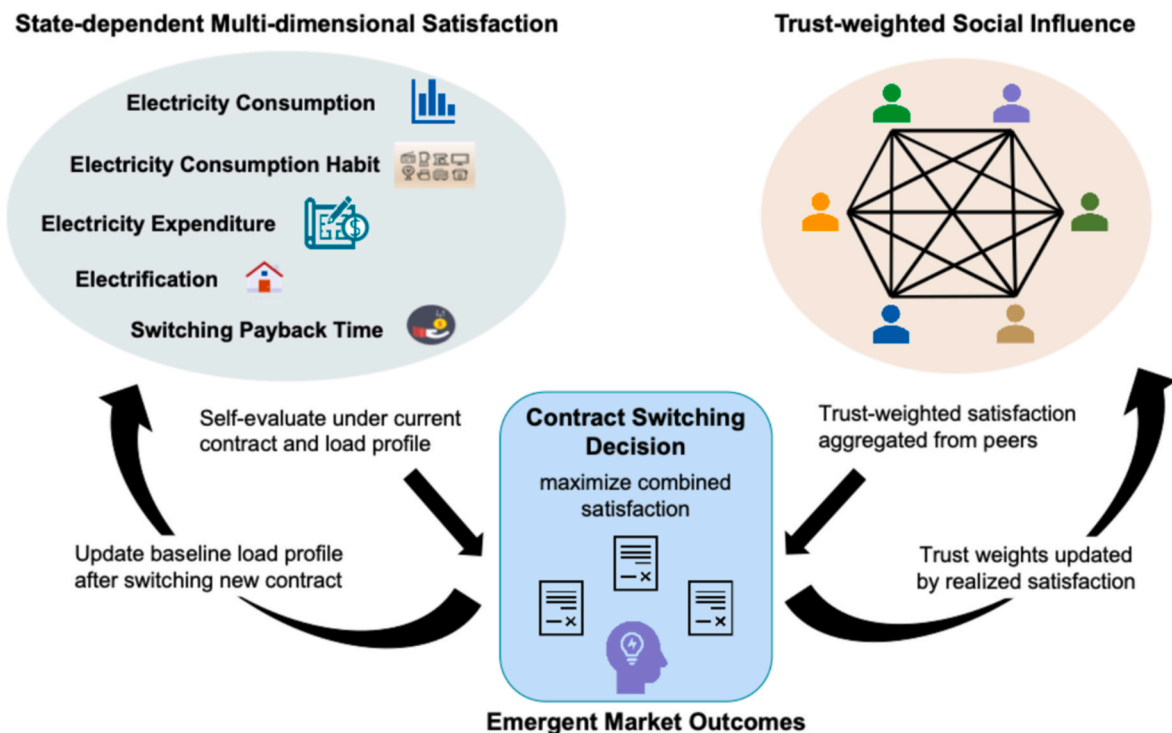 State-dependent Multi-dimensional Satisfaction
Trust-weighted Social Influence
Electricity Consumption
Electricity Consumption Habit
Electricity Expenditure
Electrification
Switching Payback Time
Self-evaluate under current
contract and load profile
Contract Switching
Decision
maximize combined
satisfaction
Trust-weighted satisfaction
aggregated from peers
Update baseline load profile
after switching new contract
Trust weights updated
by realized satisfaction
Emergent Market Outcomes